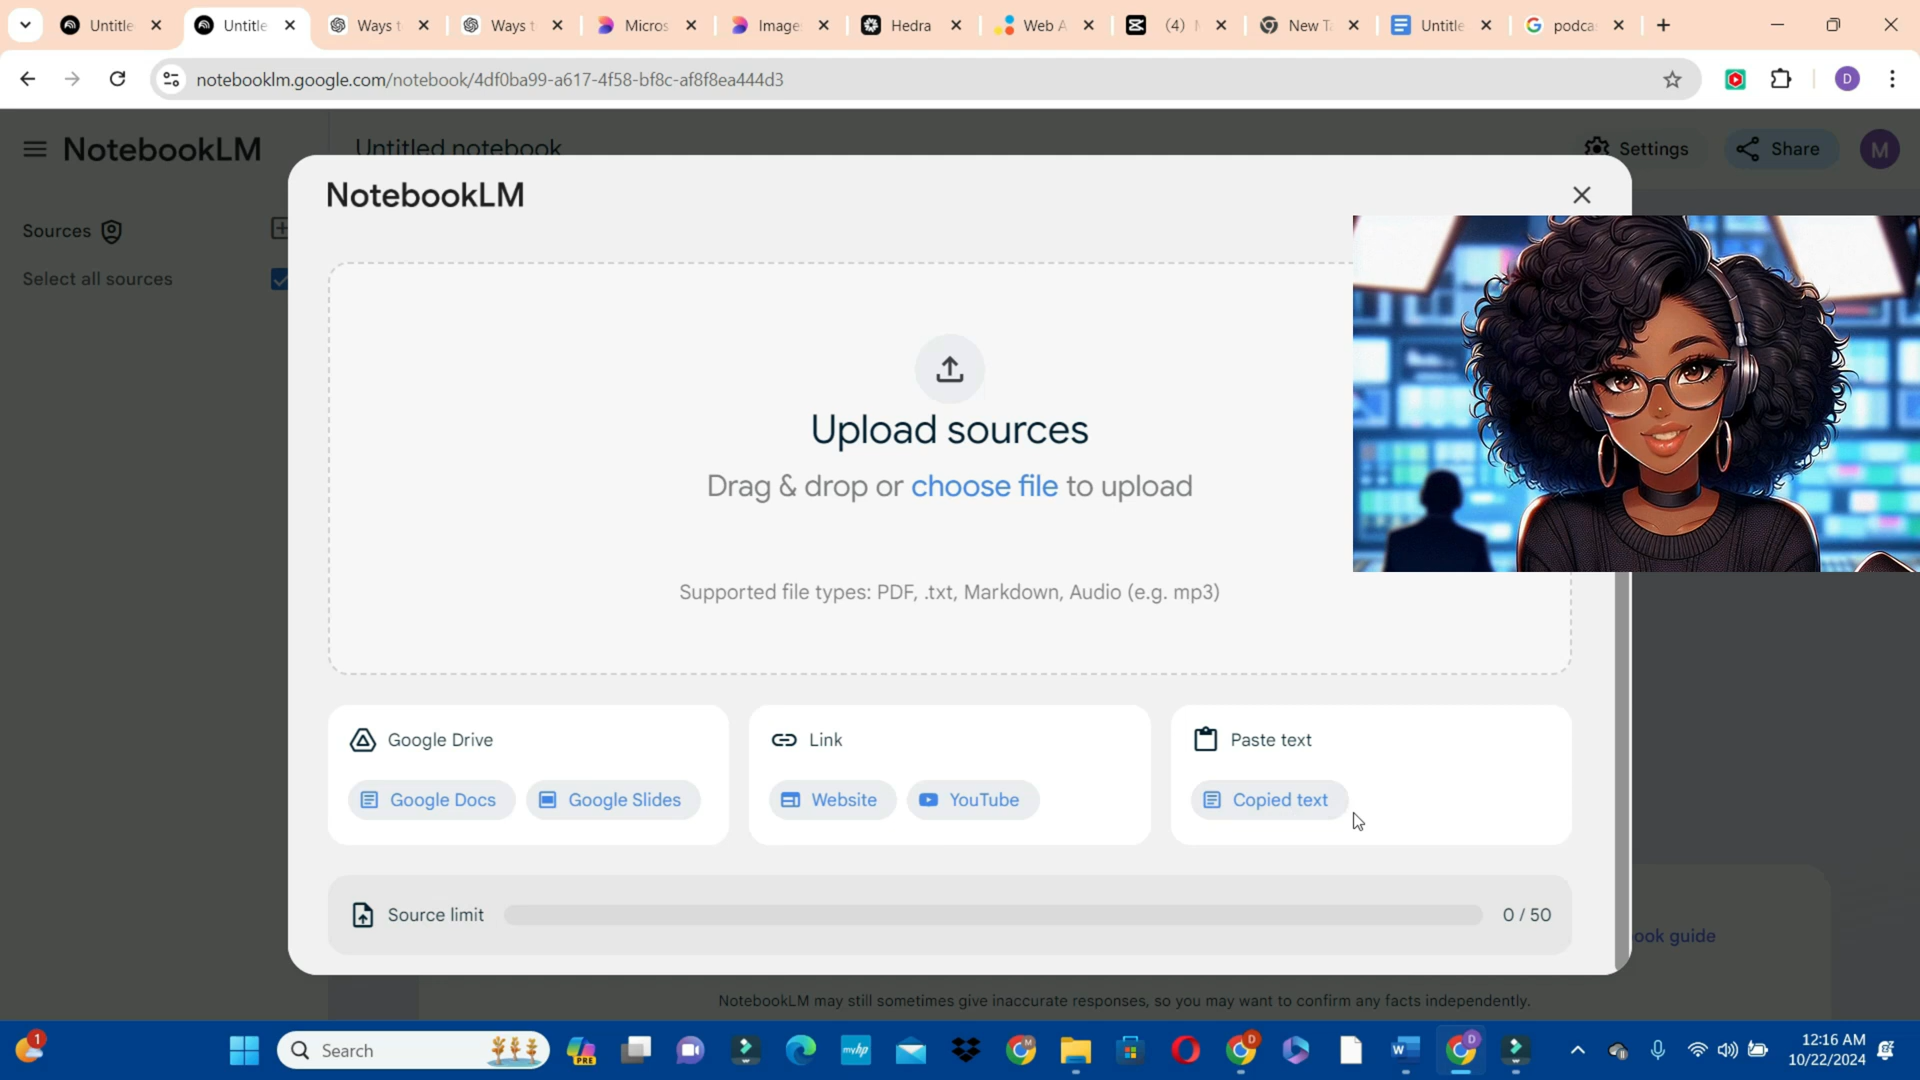 Untitle
Untitle
Ways t
Ways t
Micros
Image
Hedra
Web A
(4)
New T
Untitle
podca
notebooklm.google.com/notebook/4df0ba99-a617-4f58-bf8c-af8f8ea444d3
D
NotebookLM
Untitled notebook
Settings
Share
M
NotebookLM
Sources
Select all sources
Upload sources
Drag & drop or choose file to upload
Supported file types: PDF, .txt, Markdown, Audio (e.g. mp3)
Google Drive
Link
Paste text
Google Docs
Google Slides
Website
YouTube
Copied text
Source limit
0 / 50
ook guide
NotebookLM may still sometimes give inaccurate responses, so you may want to confirm any facts independently.
1
Search
PRE
myhp
M
D
W
D
12:16 AM
10/22/2024